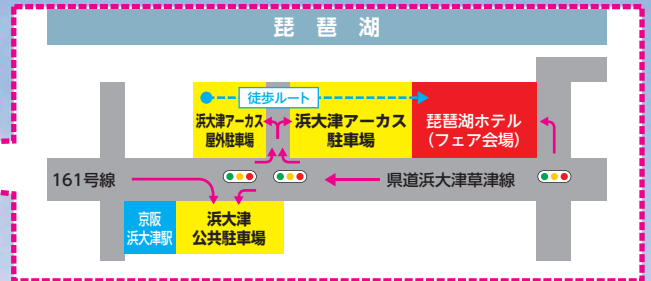 琵琶湖
徒歩ルート
浜大津アーカス
屋外駐車場
浜大津アーカス
駐車場
琵琶湖ホテル
(フェア会場)
161号線
県道浜大津草津線
京阪
浜大津駅
浜大津
公共駐車場